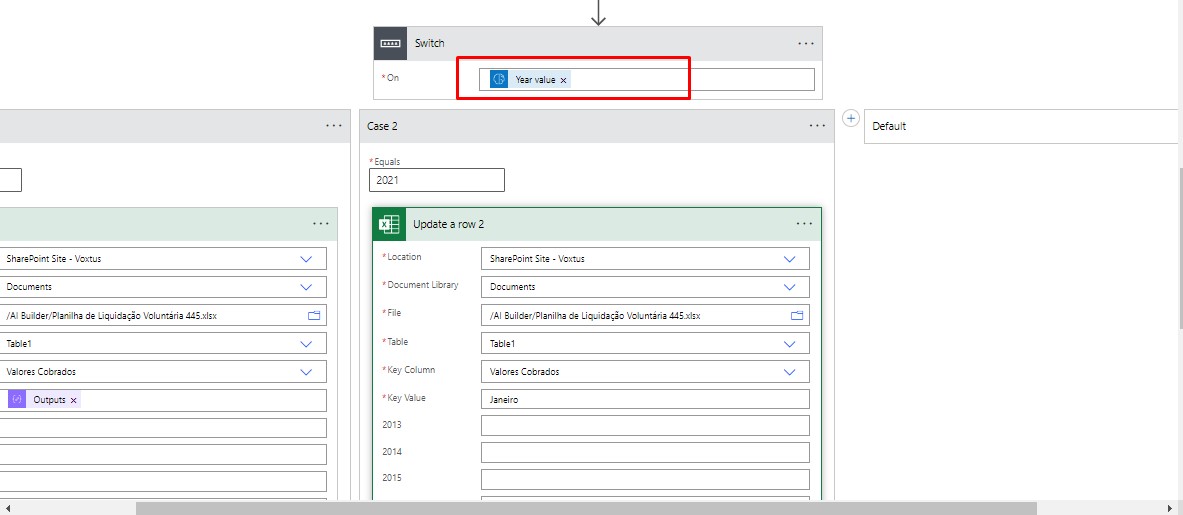 Switch
*On
Year value ×
Case 2
Default
*Equals
2021
Update a row 2
SharePoint Site - Voxtus
Documents
/AI Builder/Planilha de Liquidação Voluntária 445.xlsx
Table1
Valores Cobrados
Outputs ×
*Location
SharePoint Site - Voxtus
*Document Library
Documents
*File
/AI Builder/Planilha de Liquidação Voluntária 445.xlsx
*Table
Table1
*Key Column
Valores Cobrados
*Key Value
Janeiro
2013
2014
2015